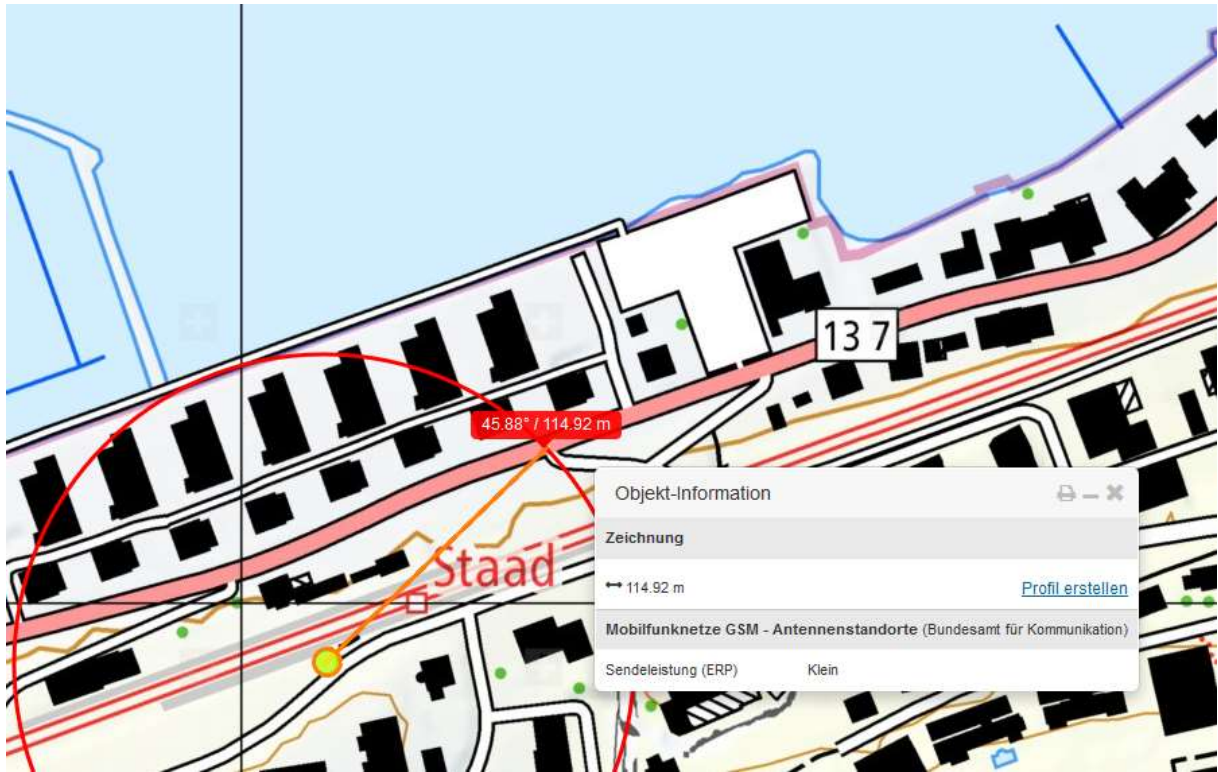 13 7
45.88° / 114.92 m
Objekt-Information
Zeichnung
114.92 m
Profil erstellen
Staad
Mobilfunknetze GSM - Antennenstandorte (Bundesamt für Kommunikation)
Sendeleistung (ERP) Klein